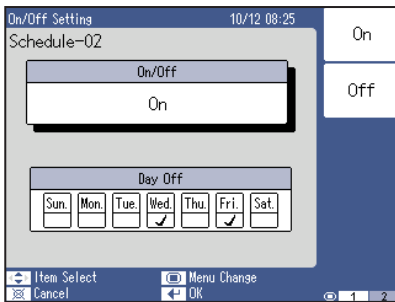 On/Off Setting 10/12 08:25
Schedule-02
On/Off
On
Day Off
Sun. Mon. Tue. Wed. Thu. Fri. Sat.
Item Select Menu Change
Cancel OK
On
Off
1 2